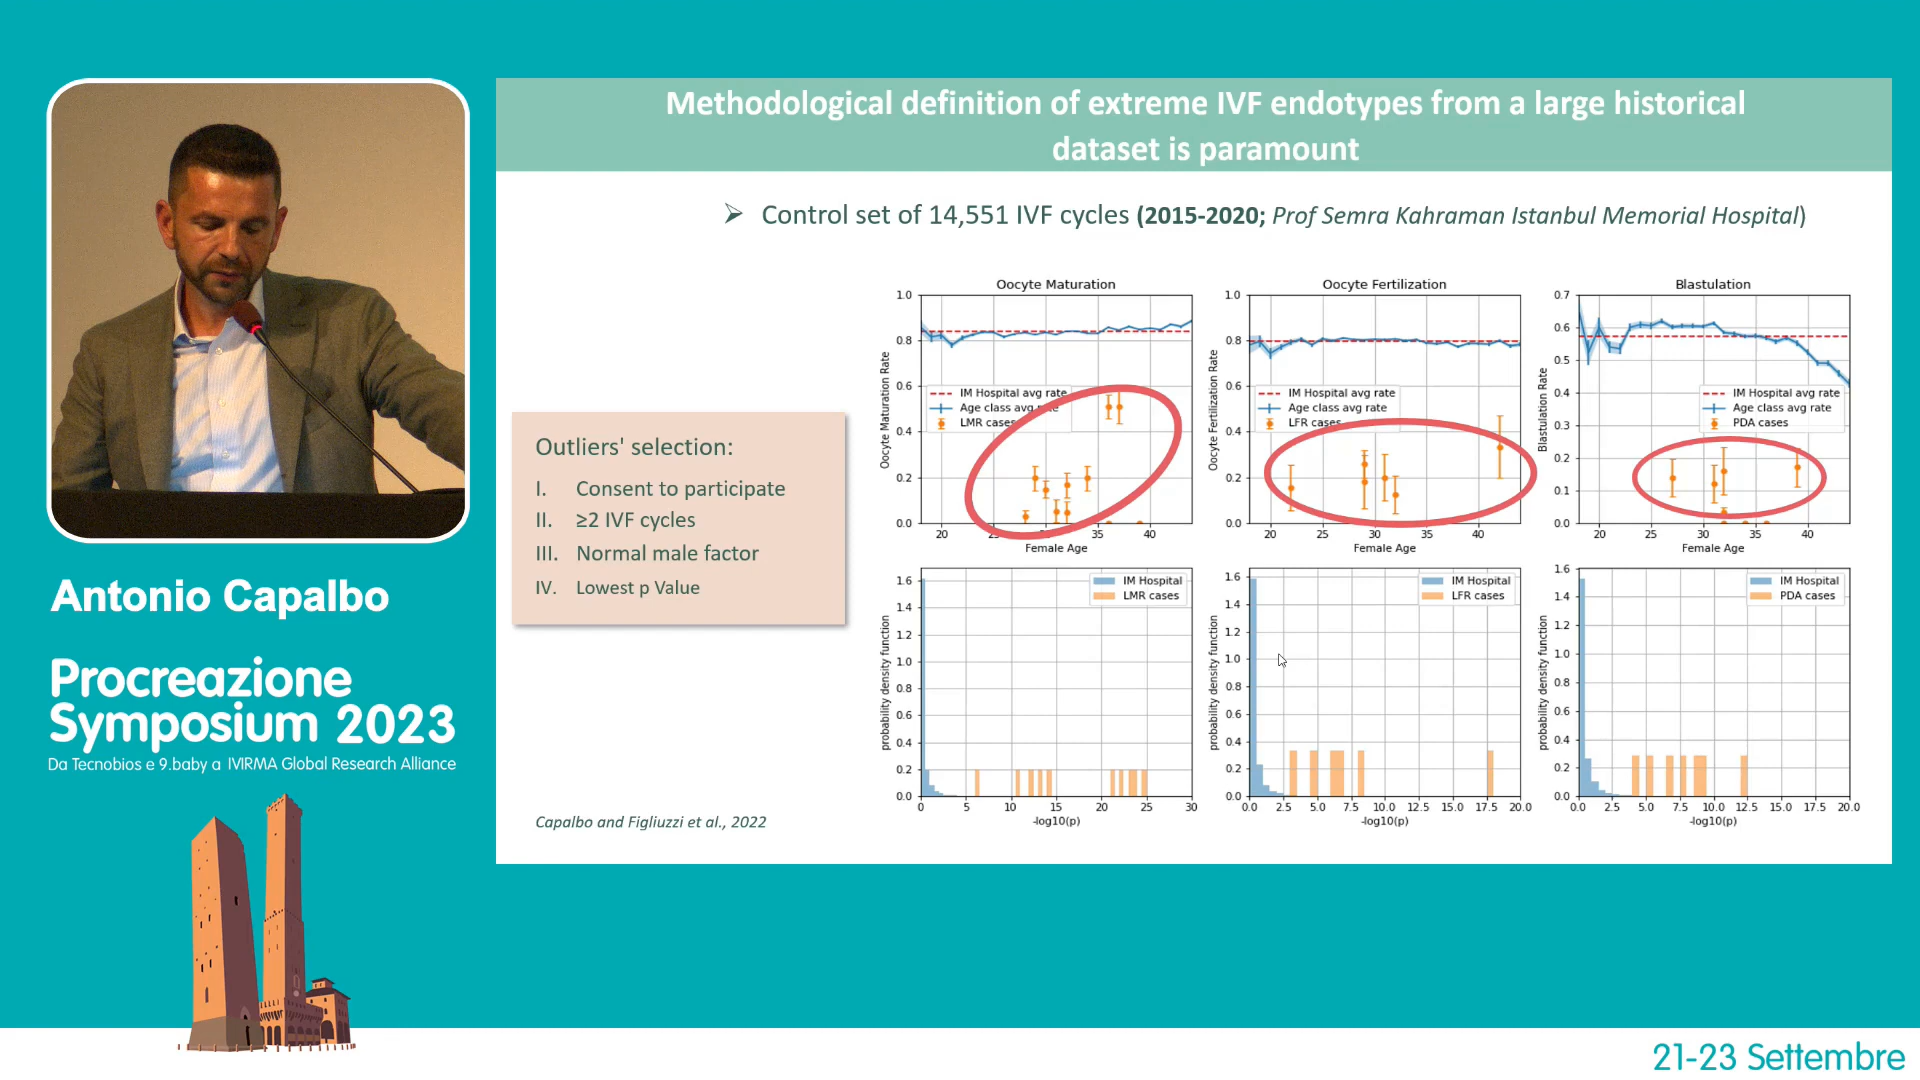 Methodological definition of extreme IVF endotypes from a large historical
dataset is paramount
➢ Control set of 14,551 IVF cycles (2015-2020; Prof Semra Kahraman Istanbul Memorial Hospital)
Outliers' selection:
I. Consent to participate
II. ≥2 IVF cycles
III. Normal male factor
IV. Lowest p Value
Capalbo and Figliuzzi et al., 2022
Oocyte Maturation
Oocyte Maturation Rate
1.0
0.8
0.6
0.4
0.2
0.0
IM Hospital avg rate
Age class avg rate
LMR cases
20 25 30 35 40
Female Age
Oocyte Fertilization
Oocyte Fertilization Rate
1.0
0.8
0.6
0.4
0.2
0.0
IM Hospital avg rate
Age class avg rate
LFR cases
20 25 30 35 40
Female Age
Blastulation
Blastulation Rate
0.7
0.6
0.5
0.4
0.3
0.2
0.1
0.0
IM Hospital avg rate
Age class avg rate
PDA cases
20 25 30 35 40
Female Age
probability density function
1.6
1.4
1.2
1.0
0.8
0.6
0.4
0.2
0.0
IM Hospital
LMR cases
0 5 10 15 20 25 30
-log10(p)
probability density function
1.6
1.4
1.2
1.0
0.8
0.6
0.4
0.2
0.0
IM Hospital
LFR cases
0.0 2.5 5.0 7.5 10.0 12.5 15.0 17.5 20.0
-log10(p)
probability density function
1.6
1.4
1.2
1.0
0.8
0.6
0.4
0.2
0.0
IM Hospital
PDA cases
0.0 2.5 5.0 7.5 10.0 12.5 15.0 17.5 20.0
-log10(p)
Antonio Capalbo
Procreazione
Symposium 2023
Da Tecnobios e 9.baby a IVIRMA Global Research Alliance
21-23 Settembre